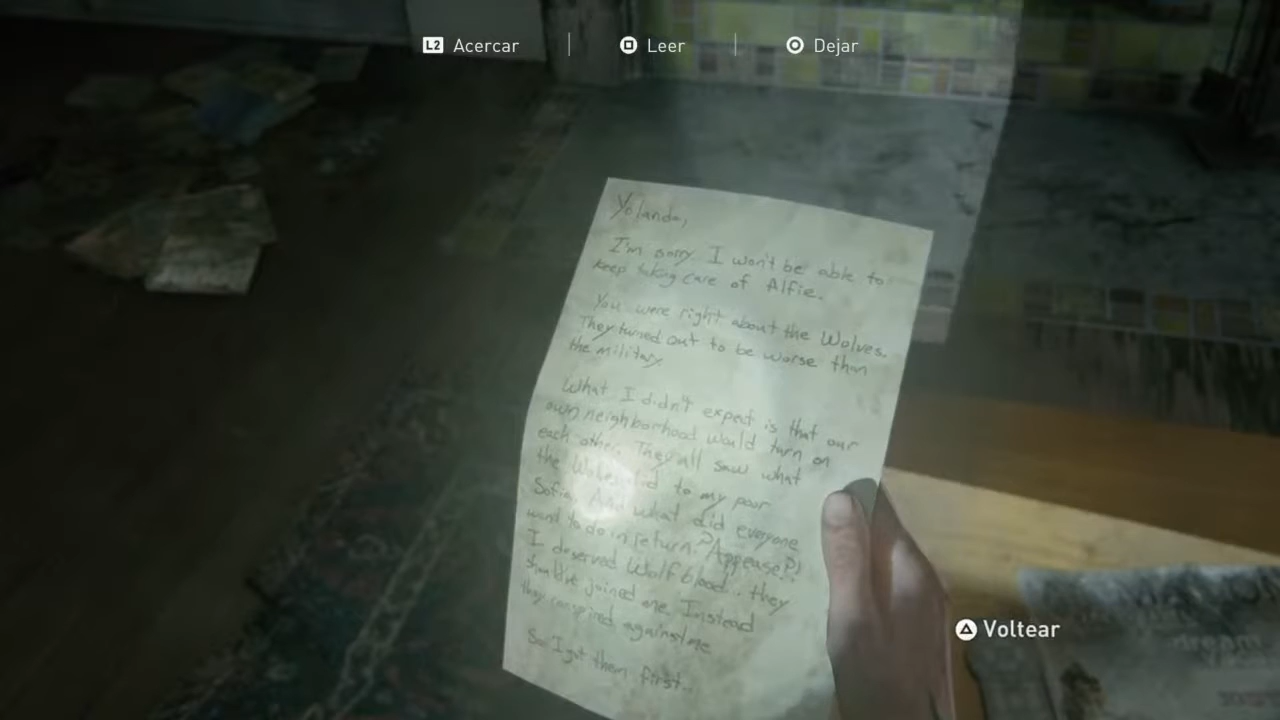 L2 Acercar
Leer
Dejar
Yolanda,
I'm sorry. I won't be able to
keep taking care of Alfie.
You were right about the Wolves.
They turned out to be worse than
the military.
What I didn't expect is that our
own neighborhood would turn on
each other. They all saw what
the Wolves did to my poor
Sofia. And what did everyone
want to do in return? Appease?!
I deserved Wolf blood... they
should've joined me. Instead
they conspired against me
So I got them first...
Voltear
dream